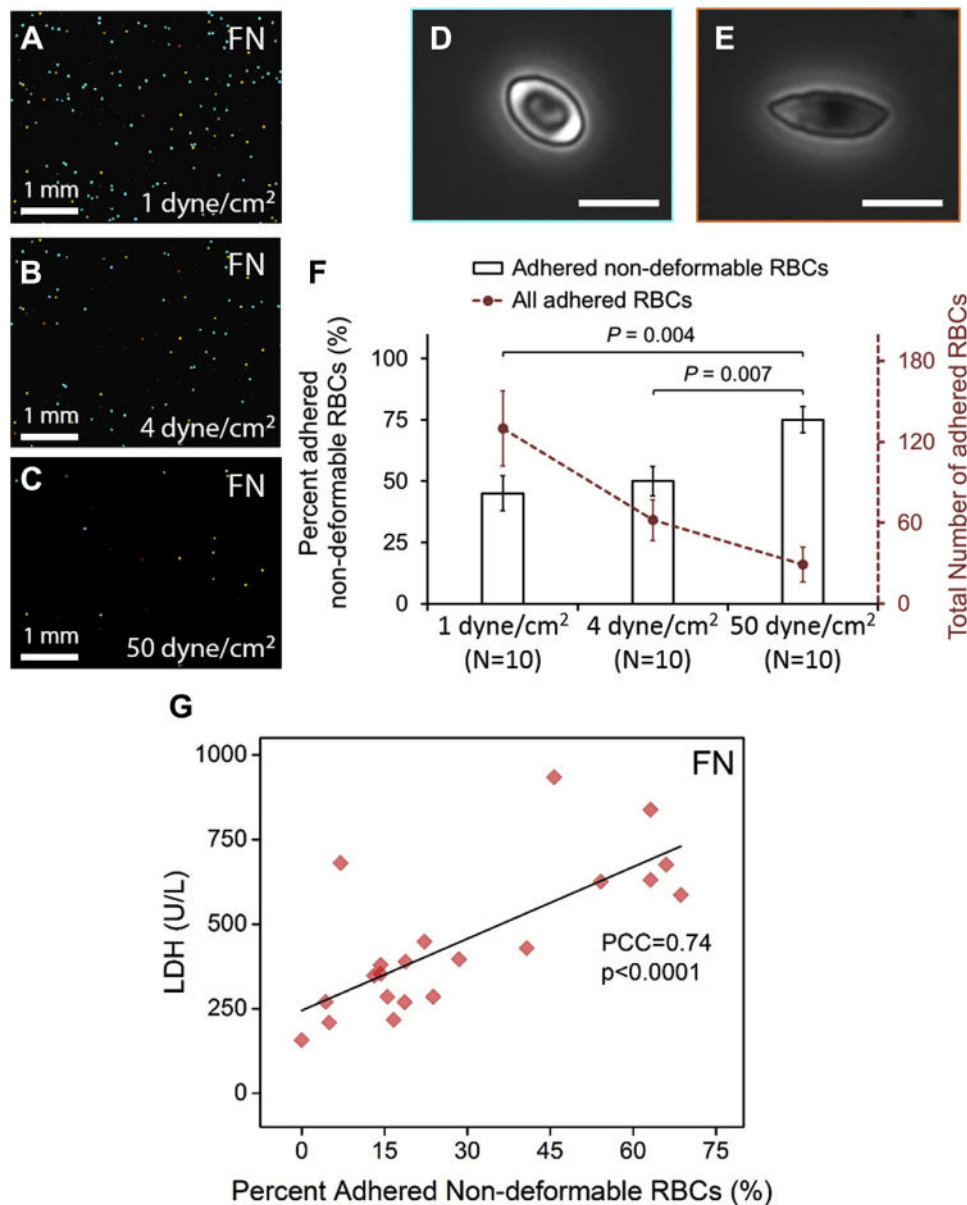 A
FN
1 mm
1 dyne/cm²
B
FN
1 mm
4 dyne/cm²
C
FN
1 mm
50 dyne/cm²
D
E
F
Adhered non-deformable RBCs
All adhered RBCs
Percent adhered
non-deformable RBCs (%)
100
75
50
25
0
P = 0.004
P = 0.007
180
120
60
0
Total Number of adhered RBCs
1 dyne/cm² 4 dyne/cm² 50 dyne/cm²
(N=10) (N=10) (N=10)
G
FN
LDH (U/L)
1000
750
500
250
0
PCC=0.74
p<0.0001
0 15 30 45 60 75
Percent Adhered Non-deformable RBCs (%)